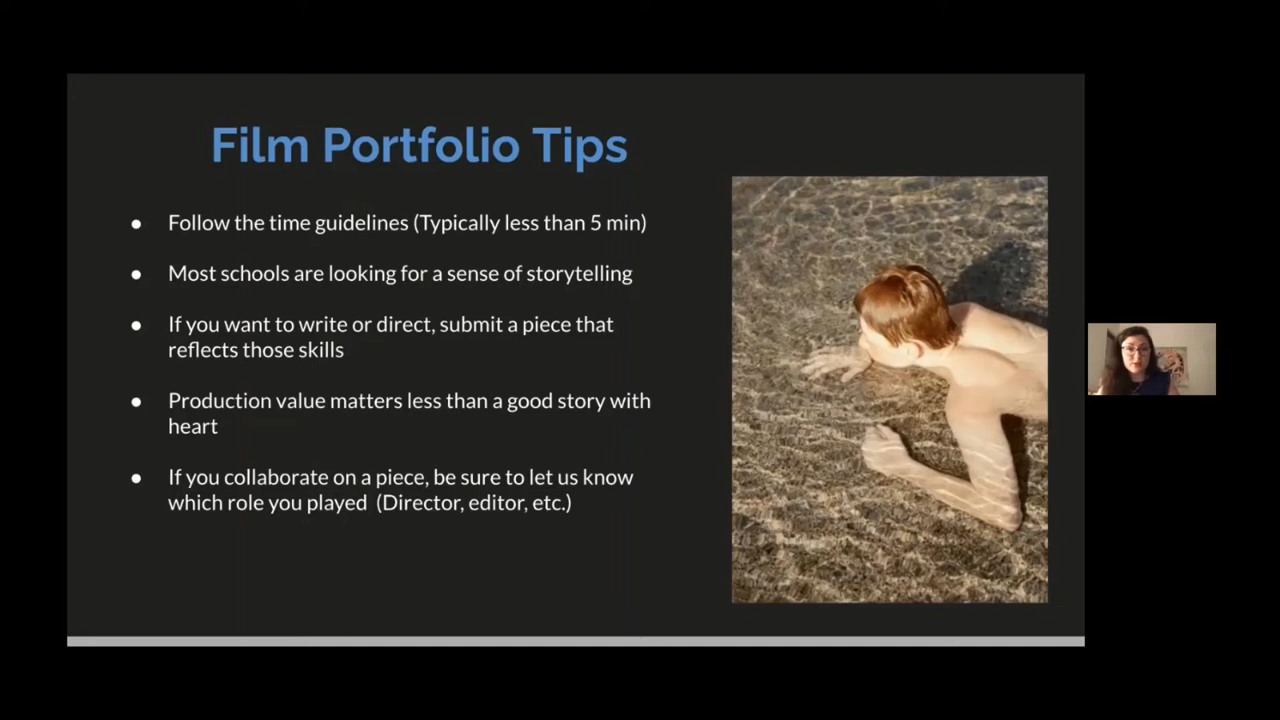 Film Portfolio Tips
● Follow the time guidelines (Typically less than 5 min)
● Most schools are looking for a sense of storytelling
● If you want to write or direct, submit a piece that
reflects those skills
● Production value matters less than a good story with
heart
● If you collaborate on a piece, be sure to let us know
which role you played  (Director, editor, etc.)